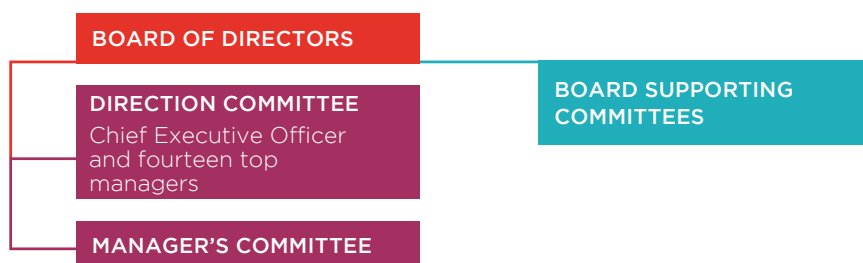 BOARD OF DIRECTORS
DIRECTION COMMITTEE
Chief Executive Officer
and fourteen top
managers
MANAGER’S COMMITTEE
BOARD SUPPORTING
COMMITTEES